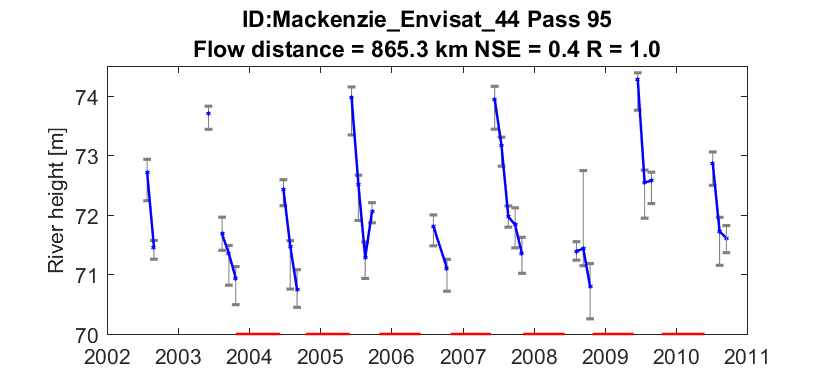 ID:Mackenzie_Envisat_44 Pass 95
Flow distance = 865.3 km NSE = 0.4 R = 1.0
River height [m]
74
73
72
71
70
2002 2003 2004 2005 2006 2007 2008 2009 2010 2011